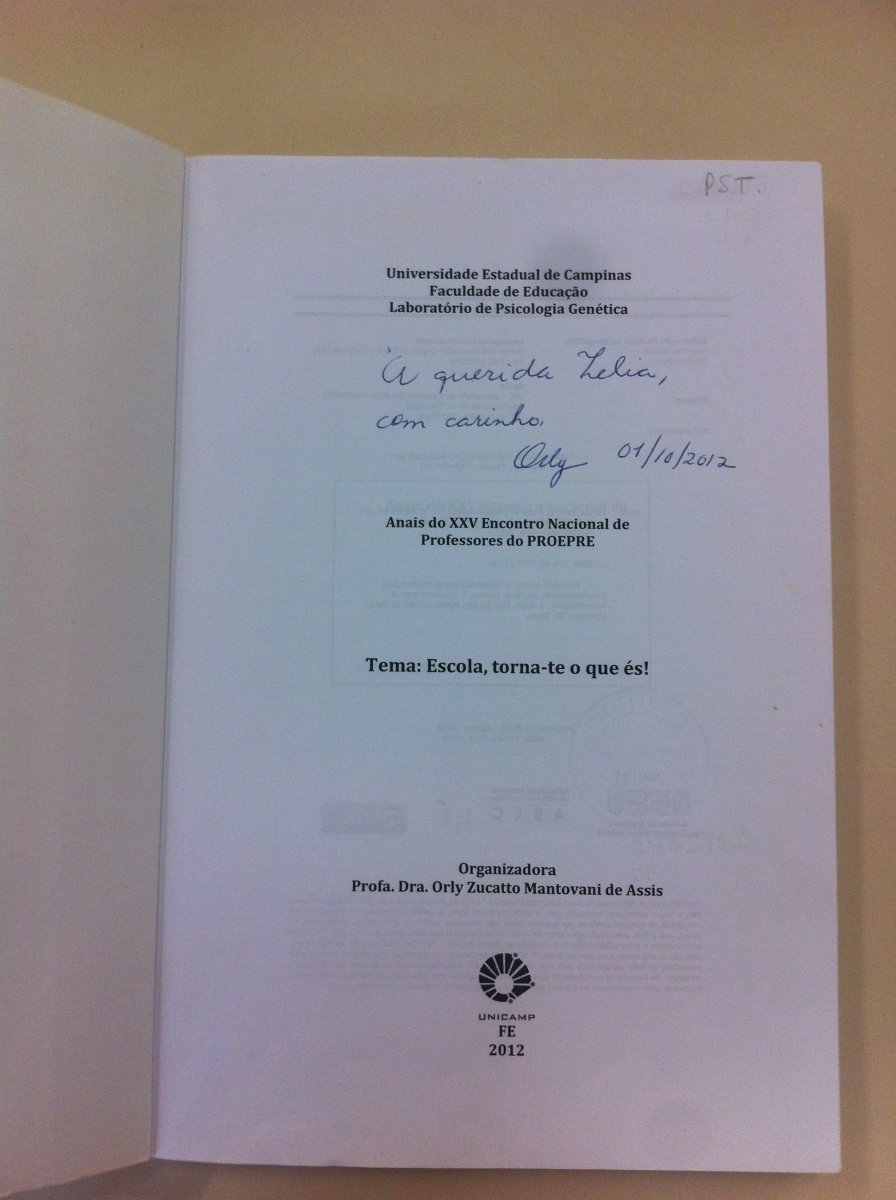 PST.
Universidade Estadual de Campinas
Faculdade de Educação
Laboratório de Psicologia Genética
À querida Zelia,
com carinho.
Orly 01/10/2012
Anais do XXV Encontro Nacional de
Professores do PROEPRE
Tema: Escola, torna-te o que és!
Organizadora
Profa. Dra. Orly Zucatto Mantovani de Assis
UNICAMP
FE
2012